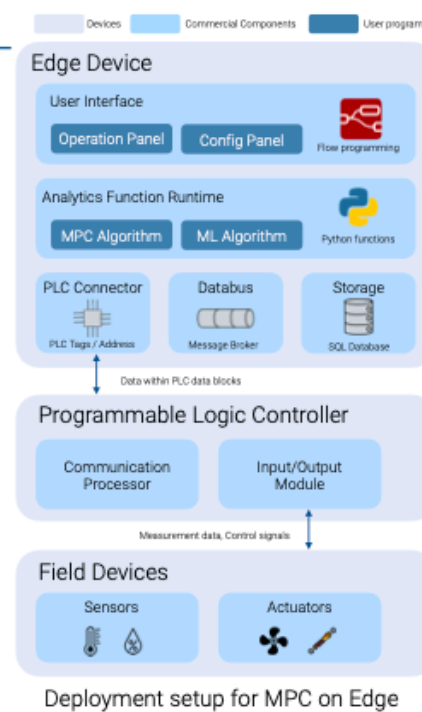 Devices Commercial Components User program
Edge Device
User Interface
Operation Panel Config Panel
Flow programming
Analytics Function Runtime
MPC Algorithm ML Algorithm
Python functions
PLC Connector Databus Storage
PLC Tags / Address Message Broker SQL Database
Data within PLC data blocks
Programmable Logic Controller
Communication Input/Output
Processor Module
Measurement data, Control signals
Field Devices
Sensors Actuators
Deployment setup for MPC on Edge